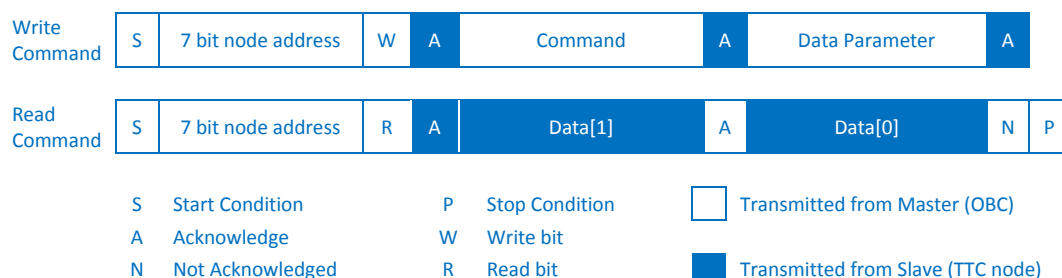 Write Command S 7 bit node address W A Command A Data Parameter A
Read Command S 7 bit node address R A Data[1] A Data[0] N P
S Start Condition P Stop Condition Transmitted from Master (OBC)
A Acknowledge W Write bit
N Not Acknowledged R Read bit Transmitted from Slave (TTC node)